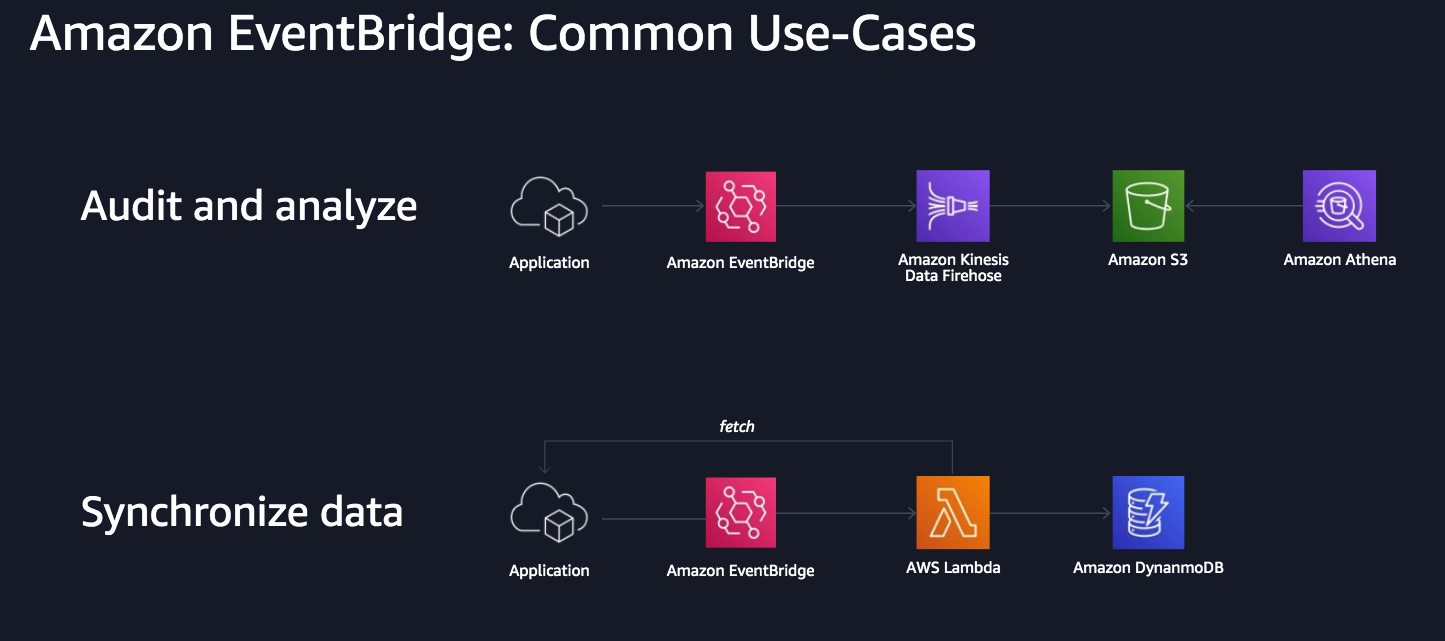 Amazon EventBridge: Common Use-Cases
Audit and analyze
Application
Amazon EventBridge
Amazon Kinesis
Data Firehose
Amazon S3
Amazon Athena
fetch
Synchronize data
Application
Amazon EventBridge
AWS Lambda
Amazon DynanmoDB